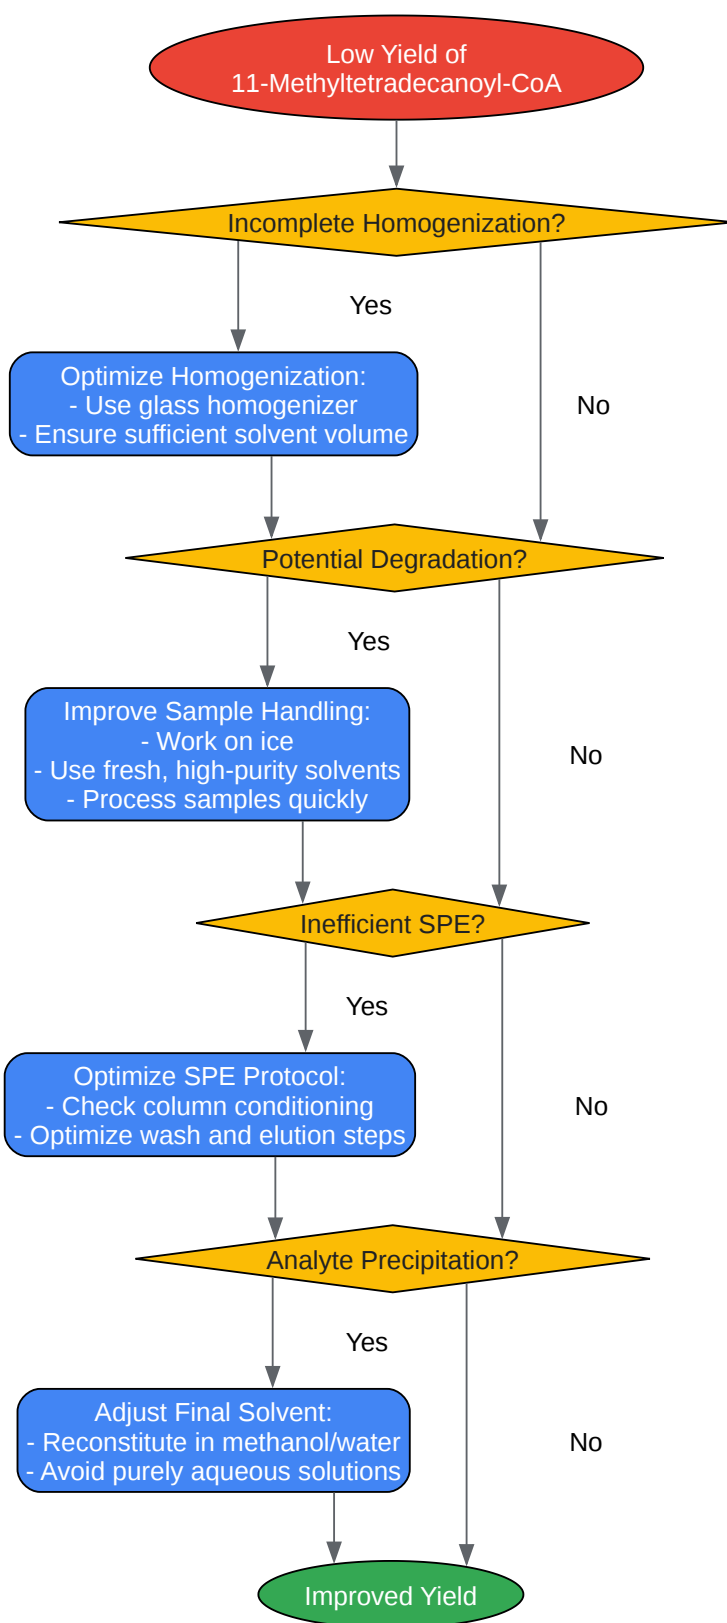 Low Yield of
11-Methyltetradecanoyl-CoA
Incomplete Homogenization?
Yes
Optimize Homogenization:
- Use glass homogenizer
- Ensure sufficient solvent volume
No
Potential Degradation?
Yes
Improve Sample Handling:
- Work on ice
- Use fresh, high-purity solvents
- Process samples quickly
No
Inefficient SPE?
Yes
Optimize SPE Protocol:
- Check column conditioning
- Optimize wash and elution steps
No
Analyte Precipitation?
Yes
Adjust Final Solvent:
- Reconstitute in methanol/water
- Avoid purely aqueous solutions
No
Improved Yield